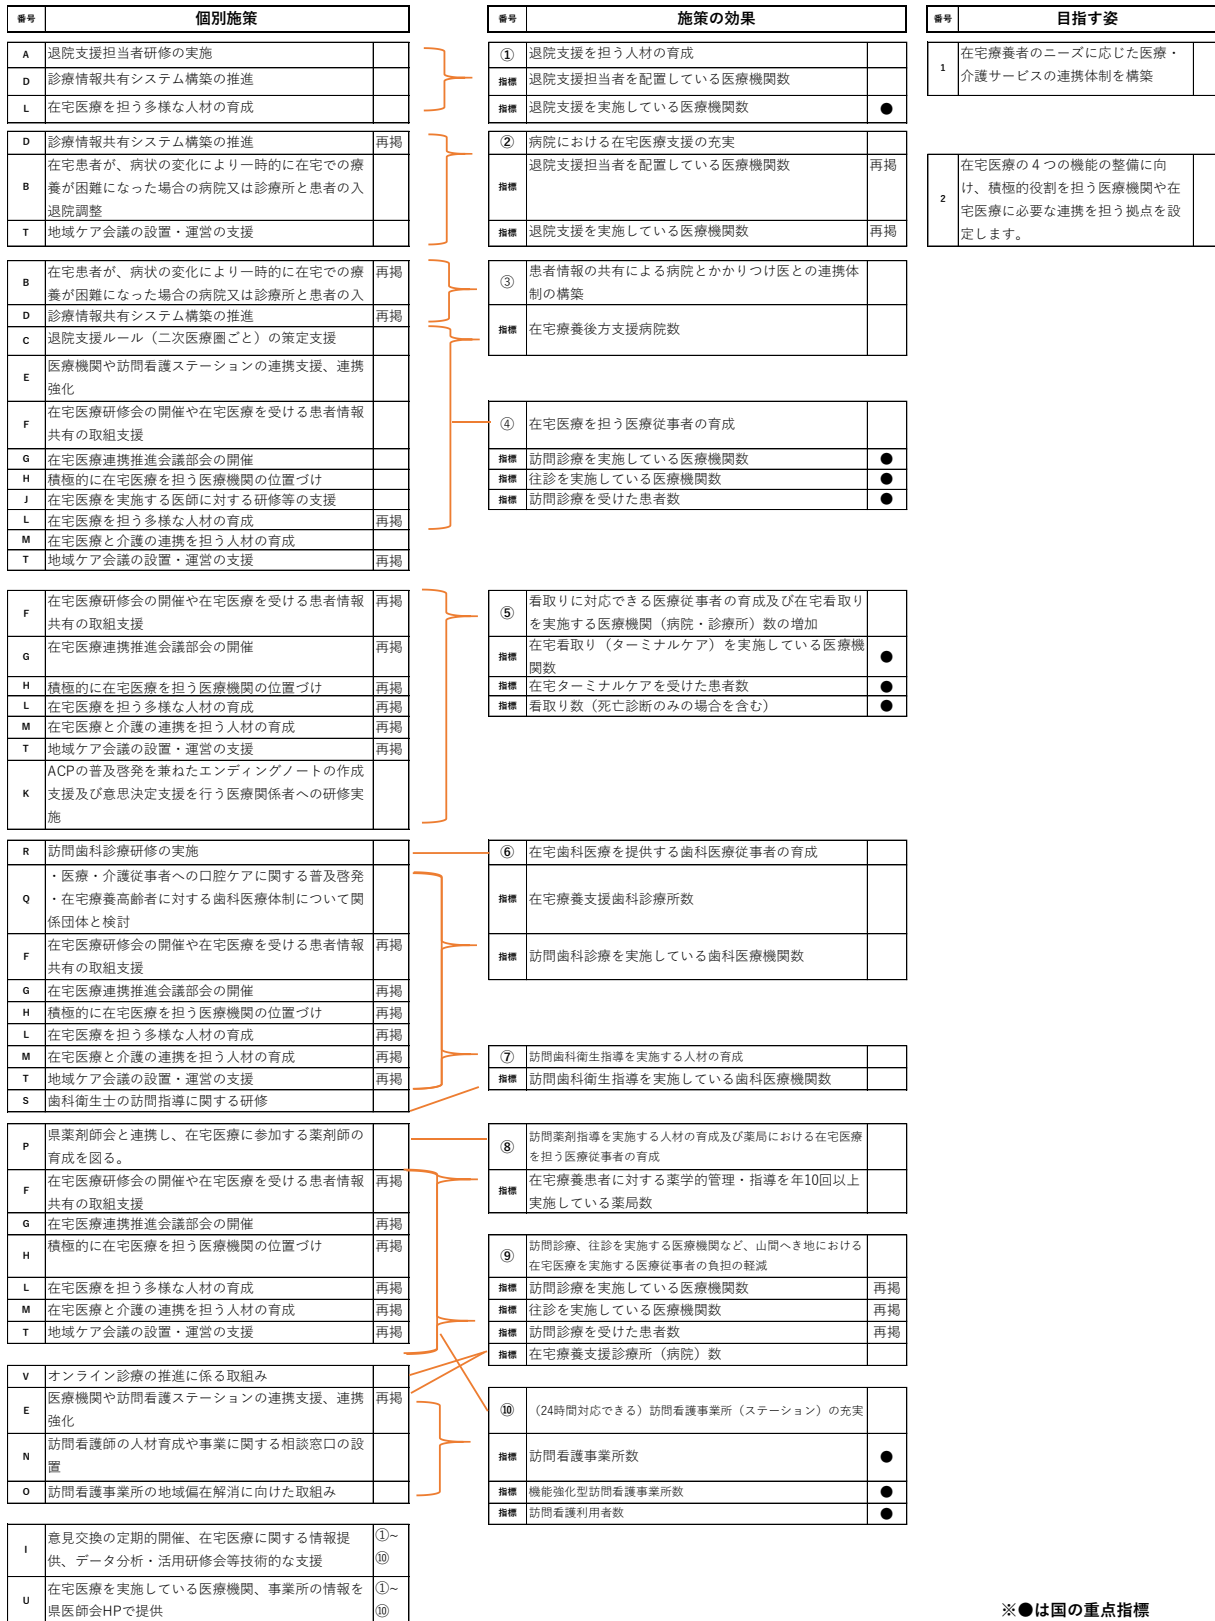 番号 個別施策
A 退院支援担当者研修の実施
D 診療情報共有システム構築の推進
L 在宅医療を担う多様な人材の育成
D 診療情報共有システム構築の推進 再掲
B 在宅患者が、病状の変化により一時的に在宅での療
養が困難になった場合の病院又は診療所と患者の入
退院調整
T 地域ケア会議の設置・運営の支援
B 在宅患者が、病状の変化により一時的に在宅での療 再掲
養が困難になった場合の病院又は診療所と患者の入
D 診療情報共有システム構築の推進 再掲
C 退院支援ルール（二次医療圏ごと）の策定支援
E 医療機関や訪問看護ステーションの連携支援、連携
強化
F 在宅医療研修会の開催や在宅医療を受ける患者情報
共有の取組支援
G 在宅医療連携推進会議部会の開催
H 積極的に在宅医療を担う医療機関の位置づけ
J 在宅医療を実施する医師に対する研修等の支援
L 在宅医療を担う多様な人材の育成 再掲
M 在宅医療と介護の連携を担う人材の育成
T 地域ケア会議の設置・運営の支援 再掲
F 在宅医療研修会の開催や在宅医療を受ける患者情報 再掲
共有の取組支援
G 在宅医療連携推進会議部会の開催 再掲
H 積極的に在宅医療を担う医療機関の位置づけ 再掲
L 在宅医療を担う多様な人材の育成 再掲
M 在宅医療と介護の連携を担う人材の育成 再掲
T 地域ケア会議の設置・運営の支援 再掲
K ACPの普及啓発を兼ねたエンディングノートの作成
支援及び意思決定支援を行う医療関係者への研修実
施
R 訪問歯科診療研修の実施
Q ・医療・介護従事者への口腔ケアに関する普及啓発
・在宅療養高齢者に対する歯科医療体制について関
係団体と検討
F 在宅医療研修会の開催や在宅医療を受ける患者情報 再掲
共有の取組支援
G 在宅医療連携推進会議部会の開催 再掲
H 積極的に在宅医療を担う医療機関の位置づけ 再掲
L 在宅医療を担う多様な人材の育成 再掲
M 在宅医療と介護の連携を担う人材の育成 再掲
T 地域ケア会議の設置・運営の支援 再掲
S 歯科衛生士の訪問指導に関する研修
P 県薬剤師会と連携し、在宅医療に参加する薬剤師の
育成を図る。
F 在宅医療研修会の開催や在宅医療を受ける患者情報 再掲
共有の取組支援
G 在宅医療連携推進会議部会の開催 再掲
H 積極的に在宅医療を担う医療機関の位置づけ 再掲
L 在宅医療を担う多様な人材の育成 再掲
M 在宅医療と介護の連携を担う人材の育成 再掲
T 地域ケア会議の設置・運営の支援 再掲
V オンライン診療の推進に係る取組み
E 医療機関や訪問看護ステーションの連携支援、連携 再掲
強化
N 訪問看護師の人材育成や事業に関する相談窓口の設
置
O 訪問看護事業所の地域偏在解消に向けた取組み
I 意見交換の定期的開催、在宅医療に関する情報提 ①~
供、データ分析・活用研修会等技術的な支援 ⑩
U 在宅医療を実施している医療機関、事業所の情報を ①~
県医師会HPで提供 ⑩
番号 施策の効果
① 退院支援を担う人材の育成
指標 退院支援担当者を配置している医療機関数
指標 退院支援を実施している医療機関数 ●
② 病院における在宅医療支援の充実
指標 退院支援担当者を配置している医療機関数 再掲
指標 退院支援を実施している医療機関数 再掲
③ 患者情報の共有による病院とかかりつけ医との連携体
制の構築
指標 在宅療養後方支援病院数
④ 在宅医療を担う医療従事者の育成
指標 訪問診療を実施している医療機関数 ●
指標 往診を実施している医療機関数 ●
指標 訪問診療を受けた患者数 ●
⑤ 看取りに対応できる医療従事者の育成及び在宅看取り
を実施する医療機関（病院・診療所）数の増加
指標 在宅看取り（ターミナルケア）を実施している医療機
関数 ●
指標 在宅ターミナルケアを受けた患者数 ●
指標 看取り数（死亡診断のみの場合を含む） ●
⑥ 在宅歯科医療を提供する歯科医療従事者の育成
指標 在宅療養支援歯科診療所数
指標 訪問歯科診療を実施している歯科医療機関数
⑦ 訪問歯科衛生指導を実施する人材の育成
指標 訪問歯科衛生指導を実施している歯科医療機関数
⑧ 訪問薬剤指導を実施する人材の育成及び薬局における在宅医療
を担う医療従事者の育成
指標 在宅療養患者に対する薬学的管理・指導を年10回以上
実施している薬局数
⑨ 訪問診療、往診を実施する医療機関など、山間へき地における
在宅医療を実施する医療従事者の負担の軽減
指標 訪問診療を実施している医療機関数 再掲
指標 往診を実施している医療機関数 再掲
指標 訪問診療を受けた患者数 再掲
指標 在宅療養支援診療所（病院）数
⑩ （24時間対応できる）訪問看護事業所（ステーション）の充実
指標 訪問看護事業所数 ●
指標 機能強化型訪問看護事業所数 ●
指標 訪問看護利用者数 ●
番号 目指す姿
1 在宅療養者のニーズに応じた医療・
介護サービスの連携体制を構築
2 在宅医療の４つの機能の整備に向
け、積極的役割を担う医療機関や在
宅医療に必要な連携を担う拠点を設
定します。
※●は国の重点指標